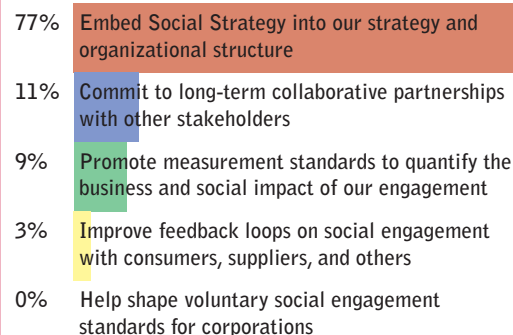 77% Embed Social Strategy into our strategy and
organizational structure
11% Commit to long-term collaborative partnerships
with other stakeholders
9% Promote measurement standards to quantify the
business and social impact of our engagement
3% Improve feedback loops on social engagement
with consumers, suppliers, and others
0% Help shape voluntary social engagement
standards for corporations